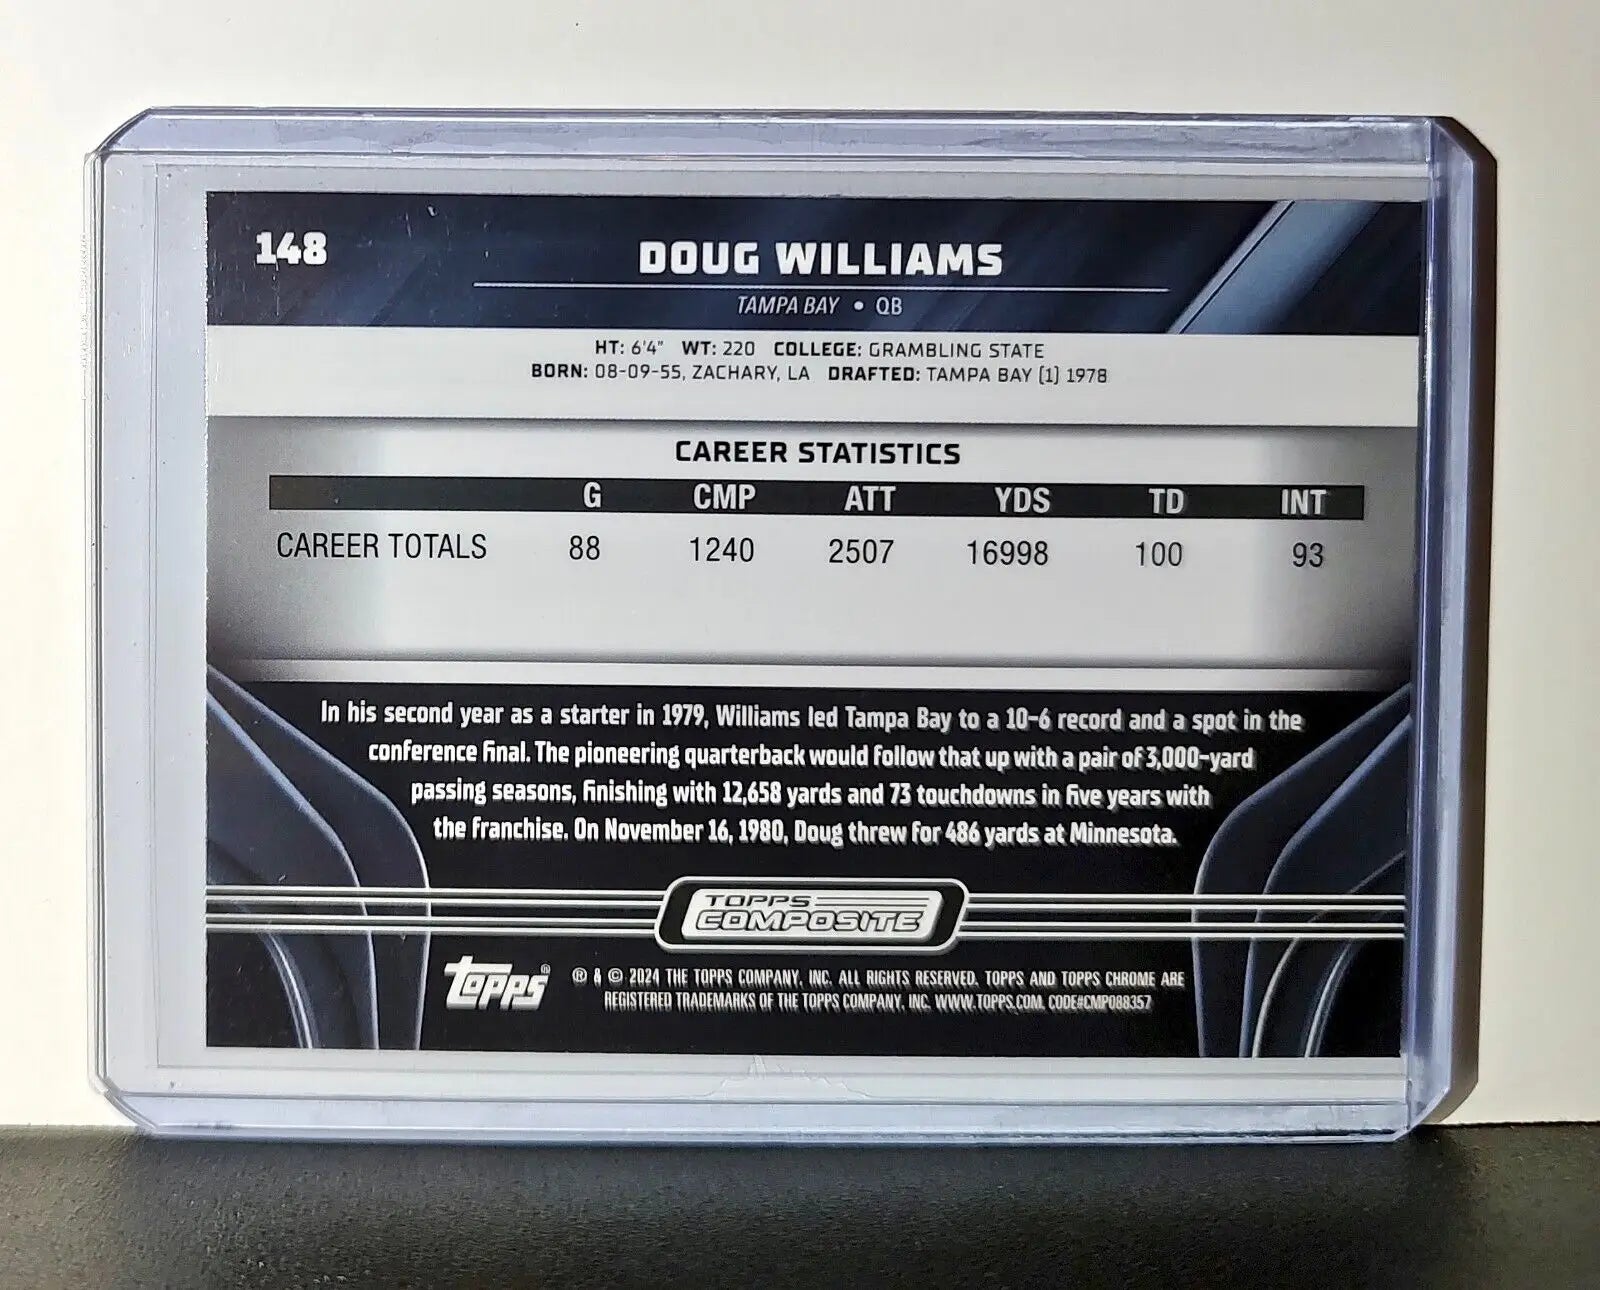 148
DOUG WILLIAMS
TAMPA BAY • QB
HT: 6'4" WT: 220 COLLEGE: GRAMBLING STATE
BORN: 08-09-55, ZACHARY, LA DRAFTED: TAMPA BAY (1) 1978
CAREER STATISTICS
G CMP ATT YDS TD INT
CAREER TOTALS 88 1240 2507 16998 100 93
In his second year as a starter in 1979, Williams led Tampa Bay to a 10-6 record and a spot in the
conference final. The pioneering quarterback would follow that up with a pair of 3,000-yard
passing seasons, finishing with 12,658 yards and 73 touchdowns in five years with
the franchise. On November 16, 1980, Doug threw for 486 yards at Minnesota.
TOPPS
COMPOSITE
topps®
® & © 2024 THE TOPPS COMPANY, INC. ALL RIGHTS RESERVED. TOPPS AND TOPPS CHROME ARE
REGISTERED TRADEMARKS OF THE TOPPS COMPANY, INC. WWW.TOPPS.COM. CODE#CMP088357